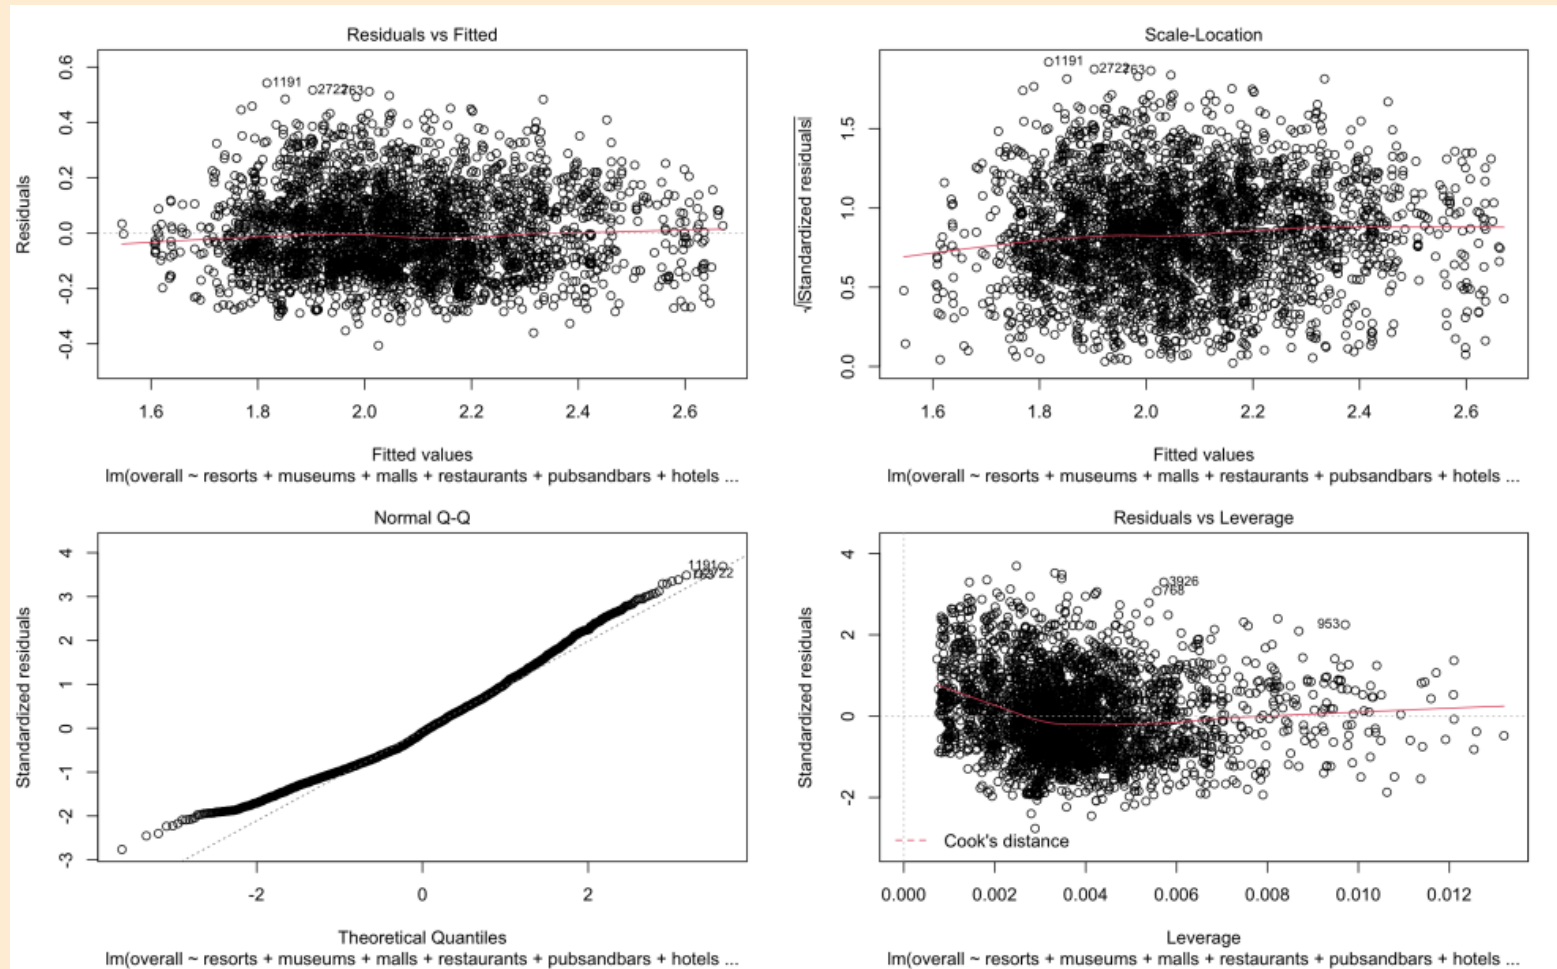 Residuals vs Fitted
Residuals
0.6
0.4
0.2
0.0
-0.2
-0.4
1191
2722
763
1.6 1.8 2.0 2.2 2.4 2.6
Fitted values
lm(overall ~ resorts + museums + malls + restaurants + pubsandbars + hotels ...
Scale-Location
√|Standardized residuals|
1.5
1.0
0.5
0.0
1191
2722
763
1.6 1.8 2.0 2.2 2.4 2.6
Fitted values
lm(overall ~ resorts + museums + malls + restaurants + pubsandbars + hotels ...
Normal Q-Q
Standardized residuals
4
3
2
1
0
-1
-2
-3
1191
2722
-2 0 2
Theoretical Quantiles
lm(overall ~ resorts + museums + malls + restaurants + pubsandbars + hotels ...
Residuals vs Leverage
Standardized residuals
4
2
0
-2
3926
768
953
Cook's distance
0.000 0.002 0.004 0.006 0.008 0.010 0.012
Leverage
lm(overall ~ resorts + museums + malls + restaurants + pubsandbars + hotels ...